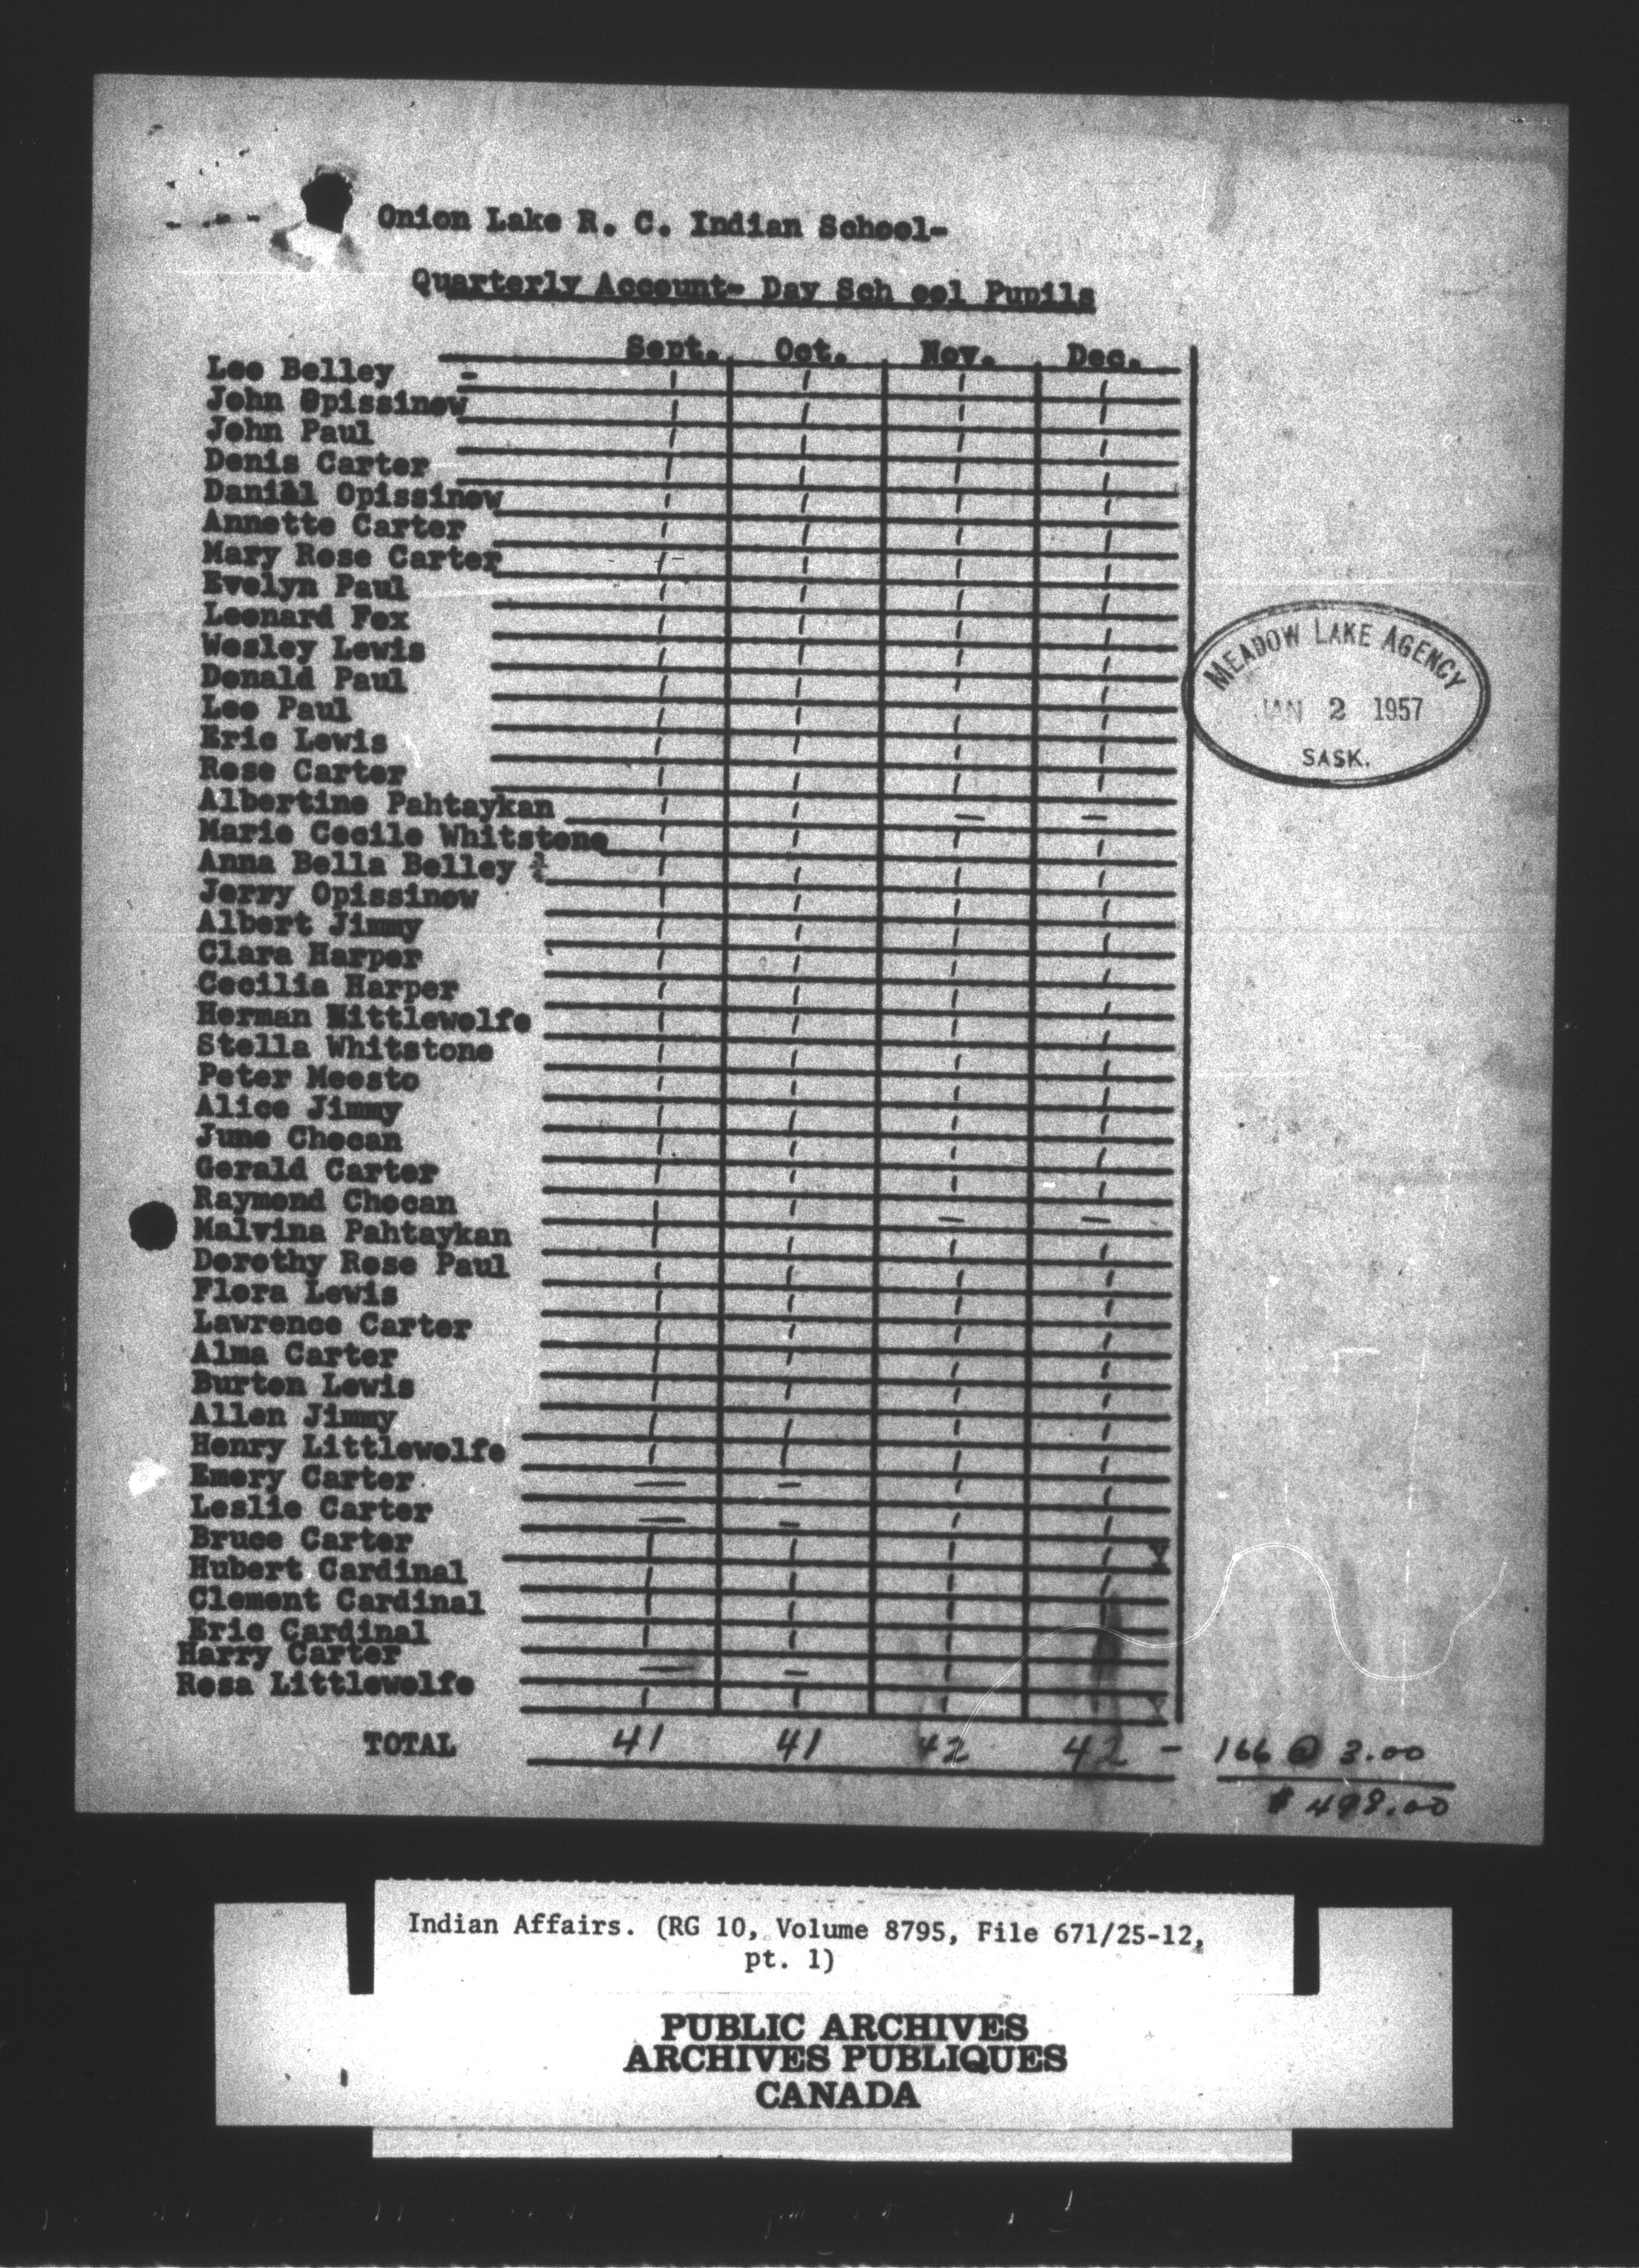 Onion Lake R. C. Indian School-
Quarterly Account- Day Sch ool Pupils
Sept. Oct. Nov. Dec.
Leo Belley -
John Opissinow
John Paul
Denis Carter
Danial Opissinow
Annette Carter
Mary Rose Carter
Evelyn Paul
Leonard Fox
Wesley Lewis
Donald Paul
Leo Paul
Eric Lewis
Rose Carter
Albertine Pahtaykan
Marie Cecile Whitstone
Anna Bella Belley
Jerry Opissinow
Albert Jimmy
Clara Harper
Cecilia Harper
Herman Littlewolfe
Stella Whitstone
Peter Meesto
Alice Jimmy
June Chocan
Gerald Carter
Raymond Chocan
Malvina Pahtaykan
Dorothy Rose Paul
Flora Lewis
Lawrence Carter
Alma Carter
Burton Lewis
Allen Jimmy
Henry Littlewolfe
Emery Carter
Leslie Carter
Bruce Carter
Hubert Cardinal
Clement Cardinal
Eric Cardinal
Harry Carter
Rosa Littlewolfe
TOTAL 41 41 42 42 - 166 @ 3.00
$ 498.00
MEADOW LAKE AGENCY
JAN 2 1957
SASK.
Indian Affairs. (RG 10, Volume 8795, File 671/25-12,
pt. 1)
PUBLIC ARCHIVES
ARCHIVES PUBLIQUES
CANADA